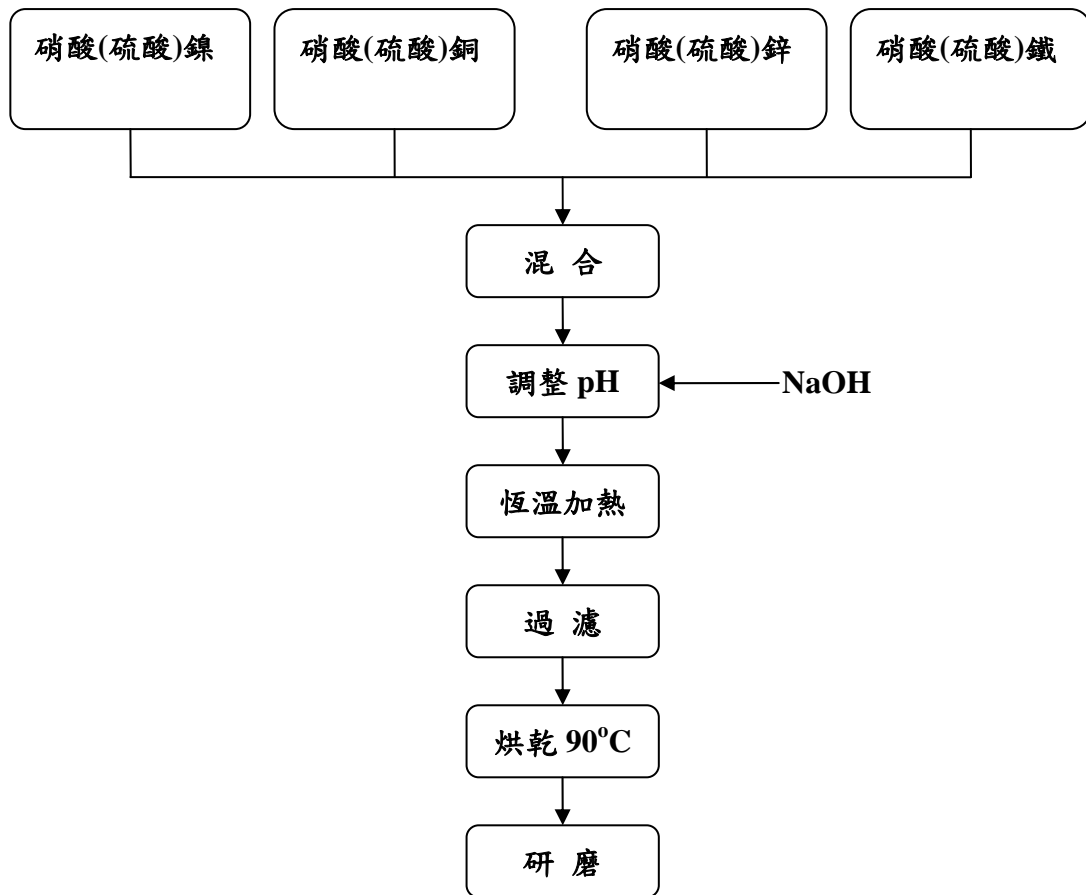 硝酸(硫酸)鎳
硝酸(硫酸)銅
硝酸(硫酸)鋅
硝酸(硫酸)鐵
混 合
調整 pH
NaOH
恆溫加熱
過 濾
烘乾 90°C
研 磨